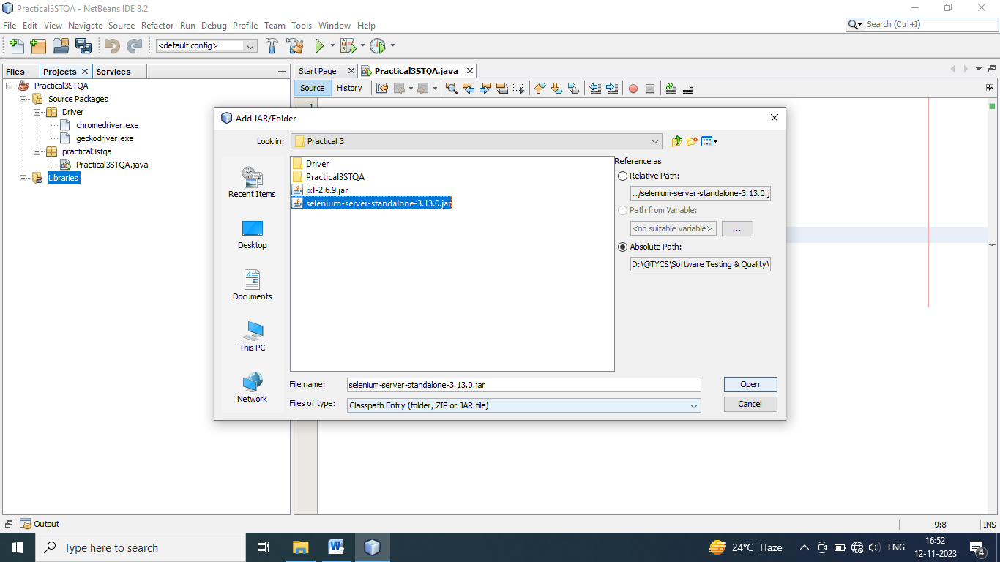 Practical3STQA - NetBeans IDE 8.2
File Edit View Navigate Source Refactor Run Debug Profile Team Tools Window Help
Search (Ctrl+I)
<default config>
Files Projects Services
Start Page Practical3STQA.java
Source History
Practical3STQA
Source Packages
Driver
chromedriver.exe
geckodriver.exe
practical3stqa
Practical3STQA.java
Libraries
1
Add JAR/Folder
Look in: Practical 3
Recent Items
Desktop
Documents
This PC
Network
Driver
Practical3STQA
jxl-2.6.9.jar
selenium-server-standalone-3.13.0.jar
Reference as
Relative Path:
../selenium-server-standalone-3.13.0.j
Path from Variable:
<no suitable variable> ...
Absolute Path:
D:\@TYCS\Software Testing & Quality\
File name: selenium-server-standalone-3.13.0.jar Open
Files of type: Classpath Entry (folder, ZIP or JAR file) Cancel
Output
9:8 INS
Type here to search
24°C Haze
ENG
16:52
12-11-2023
4